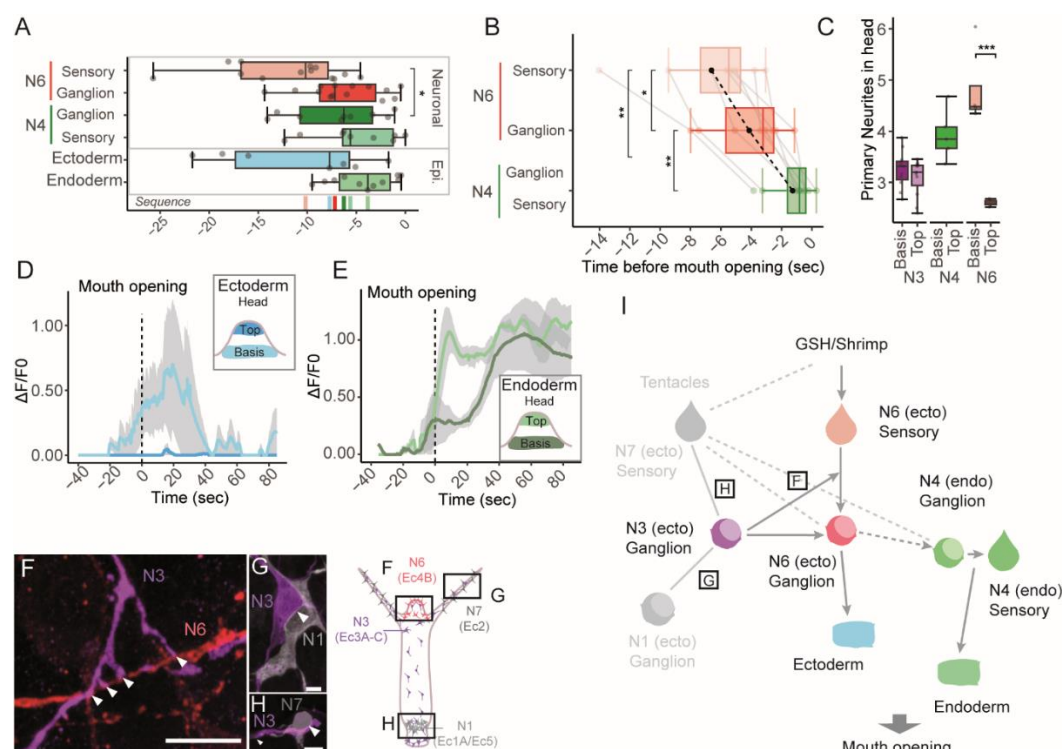 A
N6
Sensory
Ganglion
N4
Ganglion
Sensory
Ectoderm
Endoderm
Neuronal
Epi.
*
Sequence
−25 −20 −15 −10 −5 0
B
N6
Sensory
Ganglion
N4
Ganglion
Sensory
** * **
−14 −12 −10 −8 −6 −4 −2 0
Time before mouth opening (sec)
C
Primary Neurites in head
6
5
4
3
***
Basis Top Basis Top Basis Top
N3 N4 N6
D
Mouth opening
Ectoderm
Head
Top
Basis
ΔF/F0
1.00
0.50
0.00
−40 −20 0 20 40 60 80
Time (sec)
E
Mouth opening
Endoderm
Head
Top
Basis
ΔF/F0
1.00
0.50
0.00
−40 −20 0 20 40 60 80
Time (sec)
F
N3
N6
G
N3
N1
H
N7
N3
F
N6
(Ec4B)
G
N7
(Ec2)
N3
(Ec3A-C)
H
N1
(Ec1A/Ec5)
I
GSH/Shrimp
Tentacles
N6 (ecto)
Sensory
N7 (ecto)
Sensory
H
F
N4 (endo)
Ganglion
N3 (ecto)
Ganglion
G
N6 (ecto)
Ganglion
N4 (endo)
Sensory
N1 (ecto)
Ganglion
Ectoderm
Endoderm
Mouth opening